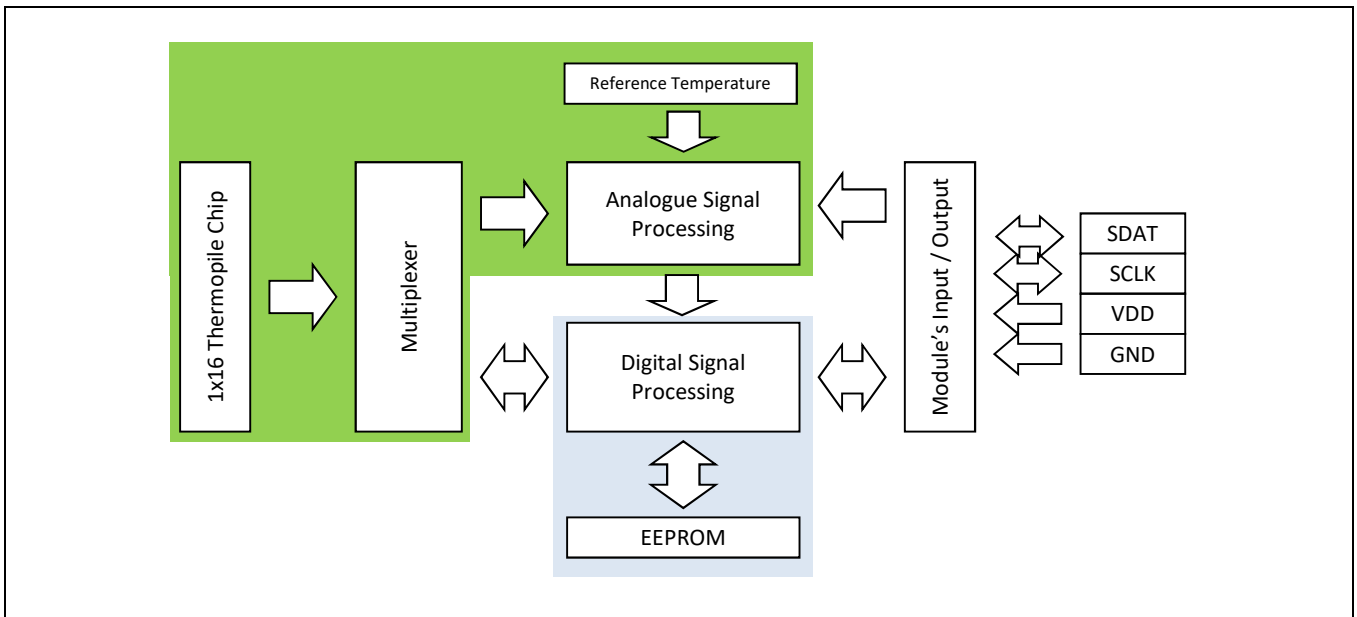 Reference Temperature
1x16 Thermopile Chip
Multiplexer
Analogue Signal
Processing
Module's Input / Output
SDAT
SCLK
VDD
GND
Digital Signal
Processing
EEPROM